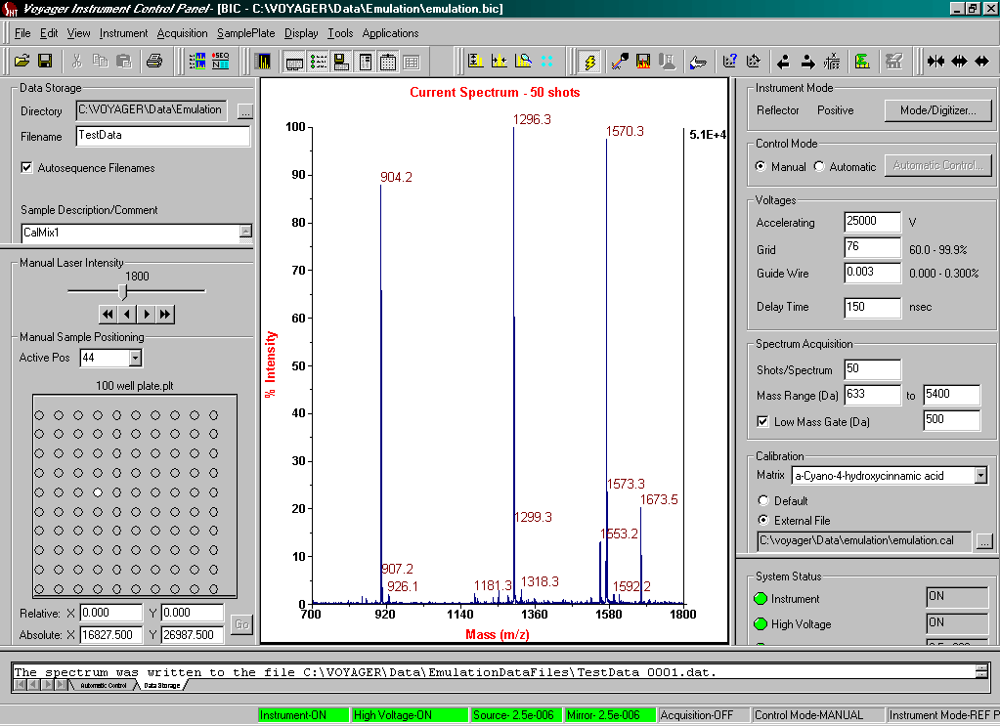 Voyager Instrument Control Panel- [BIC - C:\VOYAGER\Data\Emulation\emulation.bic]
File Edit View Instrument Acquisition SamplePlate Display Tools Applications
Data Storage
Directory C:\VOYAGER\Data\Emulation ...
Filename TestData
Autosequence Filenames
Sample Description/Comment
CalMix1
Manual Laser Intensity
1800
Manual Sample Positioning
Active Pos 44
100 well plate.plt
Relative: X 0.000 Y 0.000
Absolute: X 16827.500 Y 26987.500
Go
Current Spectrum - 50 shots
1296.3
100
1570.3
5.1E+4
90
904.2
80
70
60
50
% Intensity
40
30
1573.3
1673.5
20
1299.3
1553.2
10
907.2
926.1
1181.3
1318.3
1592.2
0
700 920 1140 1360 1580 1800
Mass (m/z)
Instrument Mode
Reflector Positive Mode/Digitizer...
Control Mode
Manual Automatic Automatic Control...
Voltages
Accelerating 25000 V
Grid 76 60.0 - 99.9%
Guide Wire 0.003 0.000 - 0.300%
Delay Time 150 nsec
Spectrum Acquisition
Shots/Spectrum 50
Mass Range (Da) 633 to 5400
Low Mass Gate (Da) 500
Calibration
Matrix a-Cyano-4-hydroxycinnamic acid
Default
External File
C:\voyager\Data\emulation\emulation.cal ...
System Status
Instrument ON
High Voltage ON
The spectrum was written to the file C:\VOYAGER\Data\EmulationDataFiles\TestData 0001.dat.
Automatic Control Data Storage
Instrument-ON High Voltage-ON Source- 2.5e-006 Mirror- 2.5e-006 Acquisition-OFF Control Mode-MANUAL Instrument Mode-REF P